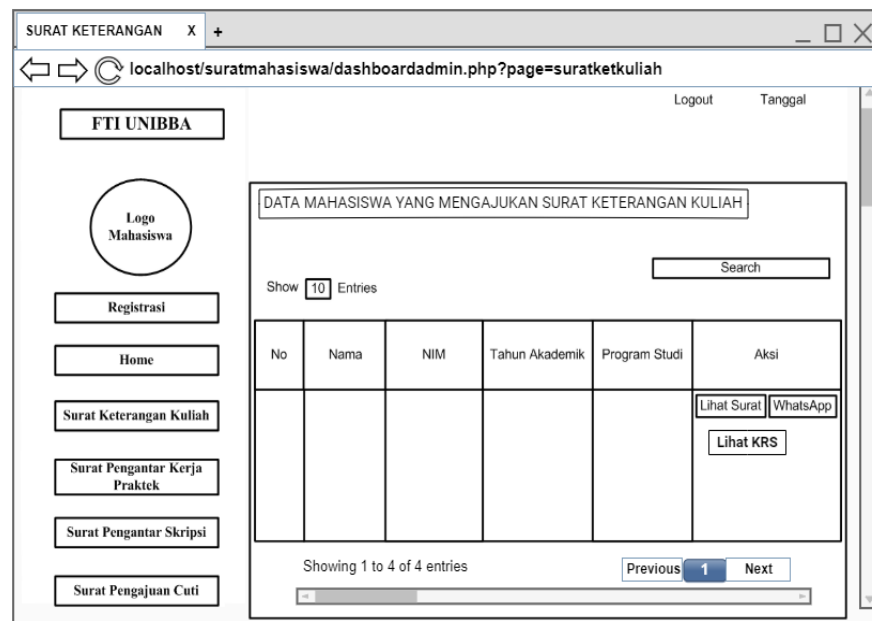 SURAT KETERANGAN X +
localhost/suratmahasiswa/dashboardadmin.php?page=suratketkuliah
Logout Tanggal
FTI UNIBBA
Logo
Mahasiswa
Registrasi
Home
Surat Keterangan Kuliah
Surat Pengantar Kerja
Praktek
Surat Pengantar Skripsi
Surat Pengajuan Cuti
DATA MAHASISWA YANG MENGAJUKAN SURAT KETERANGAN KULIAH
Search
Show 10 Entries
No Nama NIM Tahun Akademik Program Studi Aksi
Lihat Surat WhatsApp
Lihat KRS
Showing 1 to 4 of 4 entries
Previous 1 Next